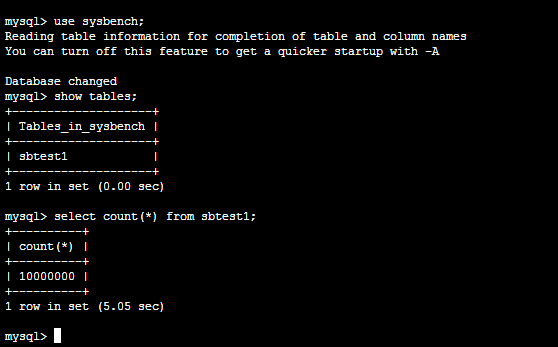 mysql> use sysbench;
Reading table information for completion of table and column names
You can turn off this feature to get a quicker startup with -A
Database changed
mysql> show tables;
+--------------------+
| Tables_in_sysbench |
+--------------------+
| sbtest1            |
+--------------------+
1 row in set (0.00 sec)
mysql> select count(*) from sbtest1;
+----------+
| count(*) |
+----------+
| 10000000 |
+----------+
1 row in set (5.05 sec)
mysql>